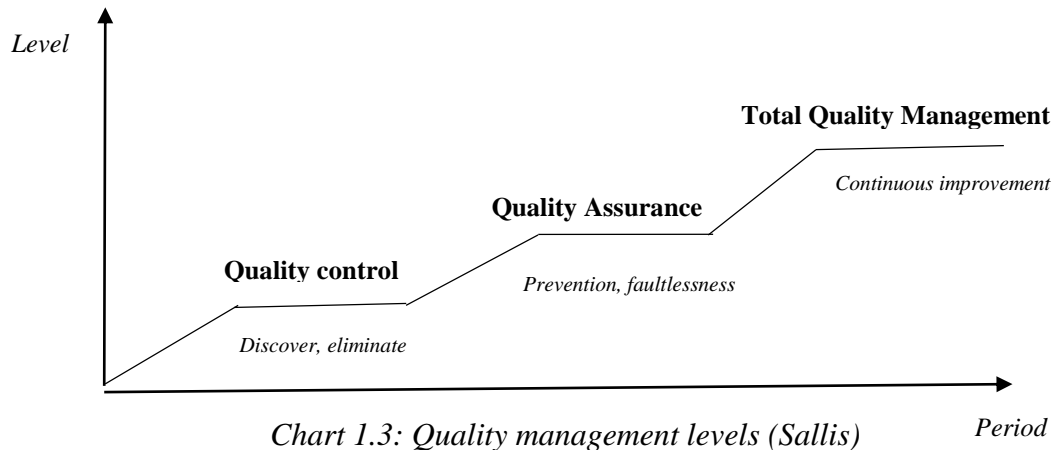 Level
Total Quality Management
Continuous improvement
Quality Assurance
Prevention, faultlessness
Quality control
Discover, eliminate
Period
Chart 1.3: Quality management levels (Sallis)